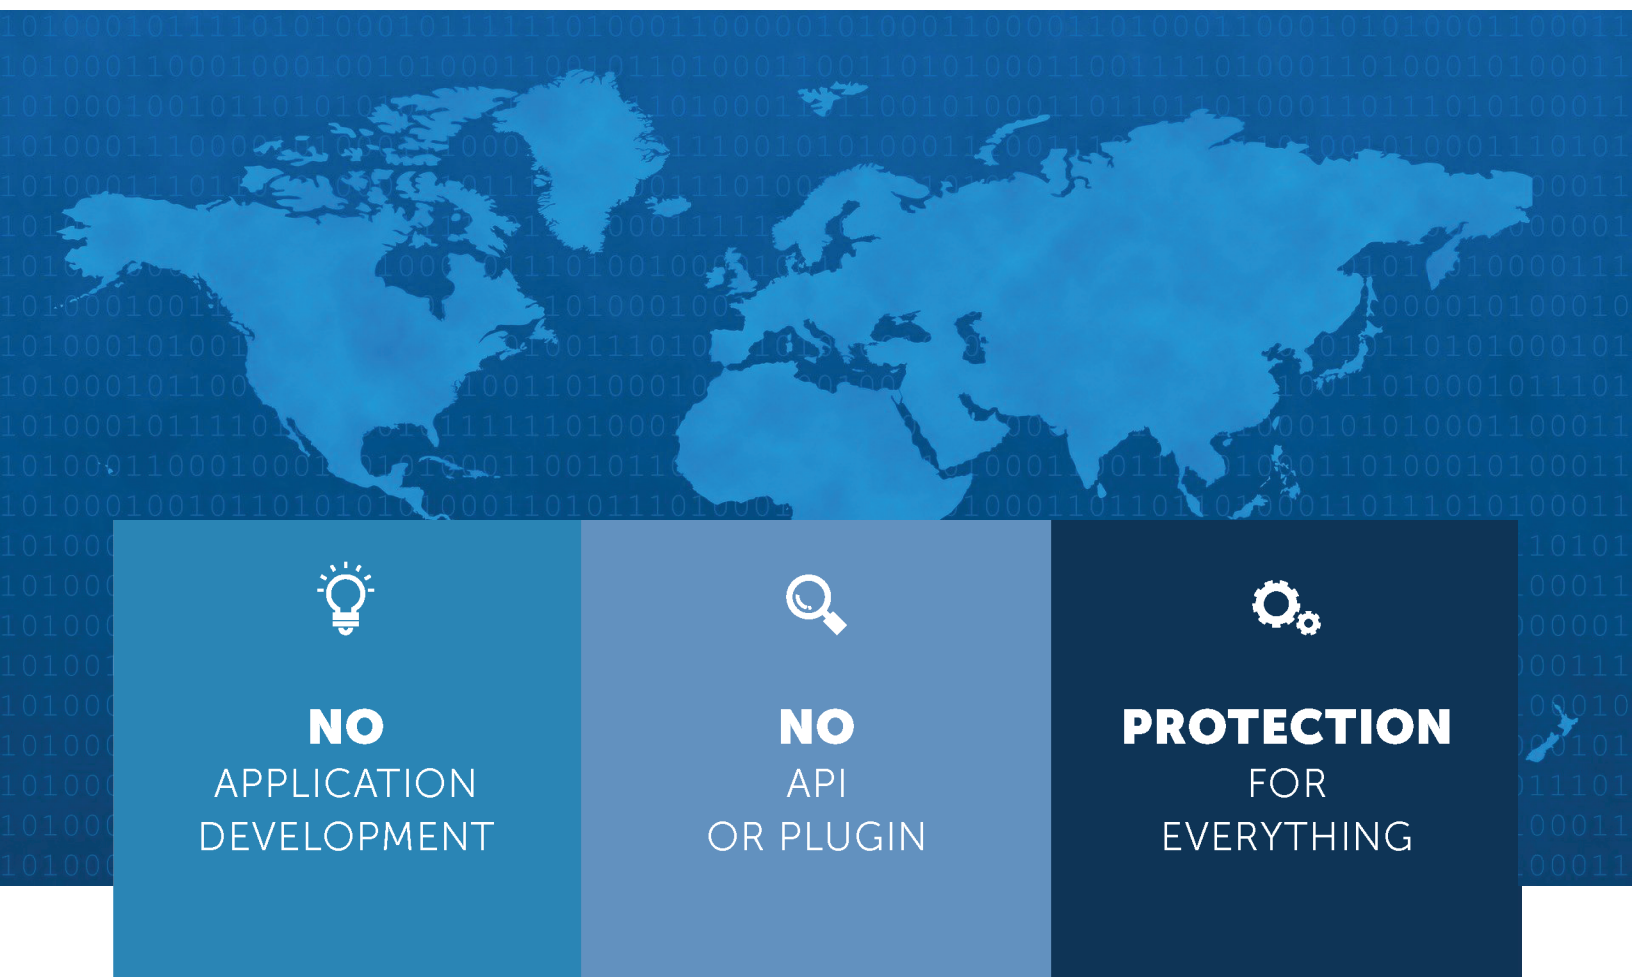 NO
APPLICATION
DEVELOPMENT
NO
API
OR PLUGIN
PROTECTION
FOR
EVERYTHING